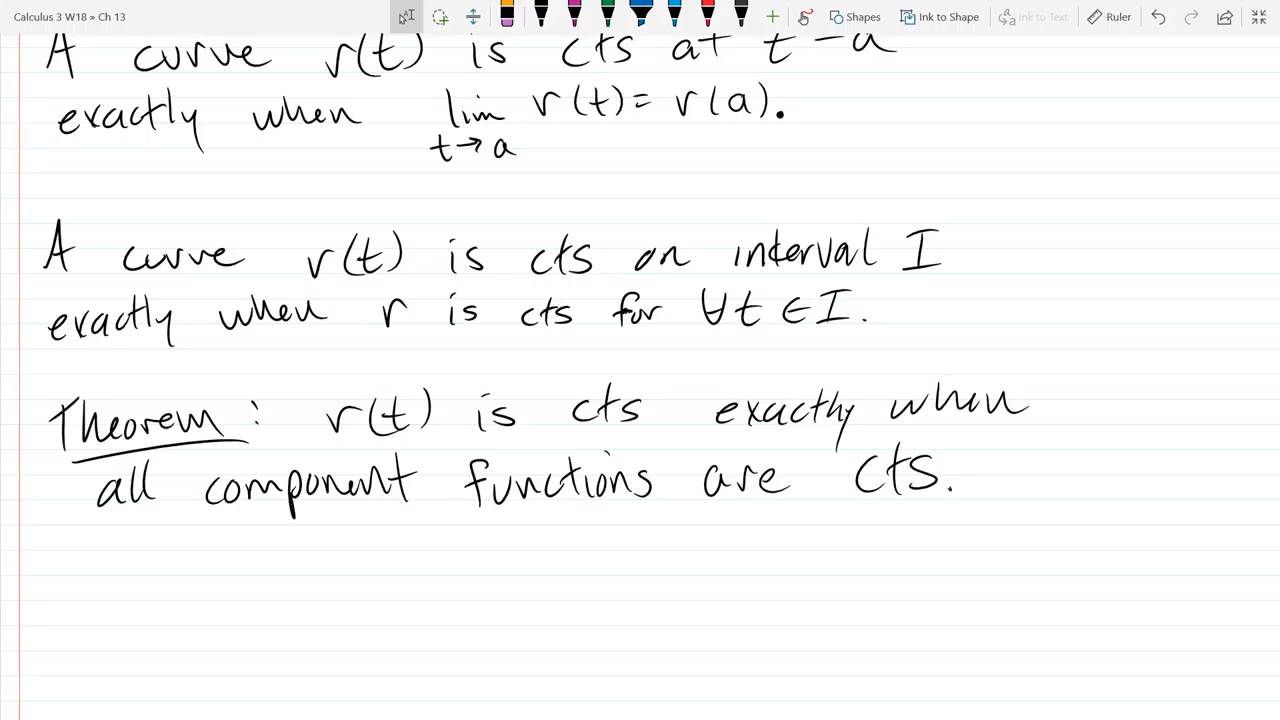 Calculus 3 W18 » Ch 13
Shapes Ink to Shape Ink to Text Ruler
A curve r(t) is cts at t = a
exactly when lim r(t) = r(a).
t→a
A curve r(t) is cts on interval I
exactly when r is cts for ∀t ∈ I.
Theorem: r(t) is cts exactly when
all component functions are cts.